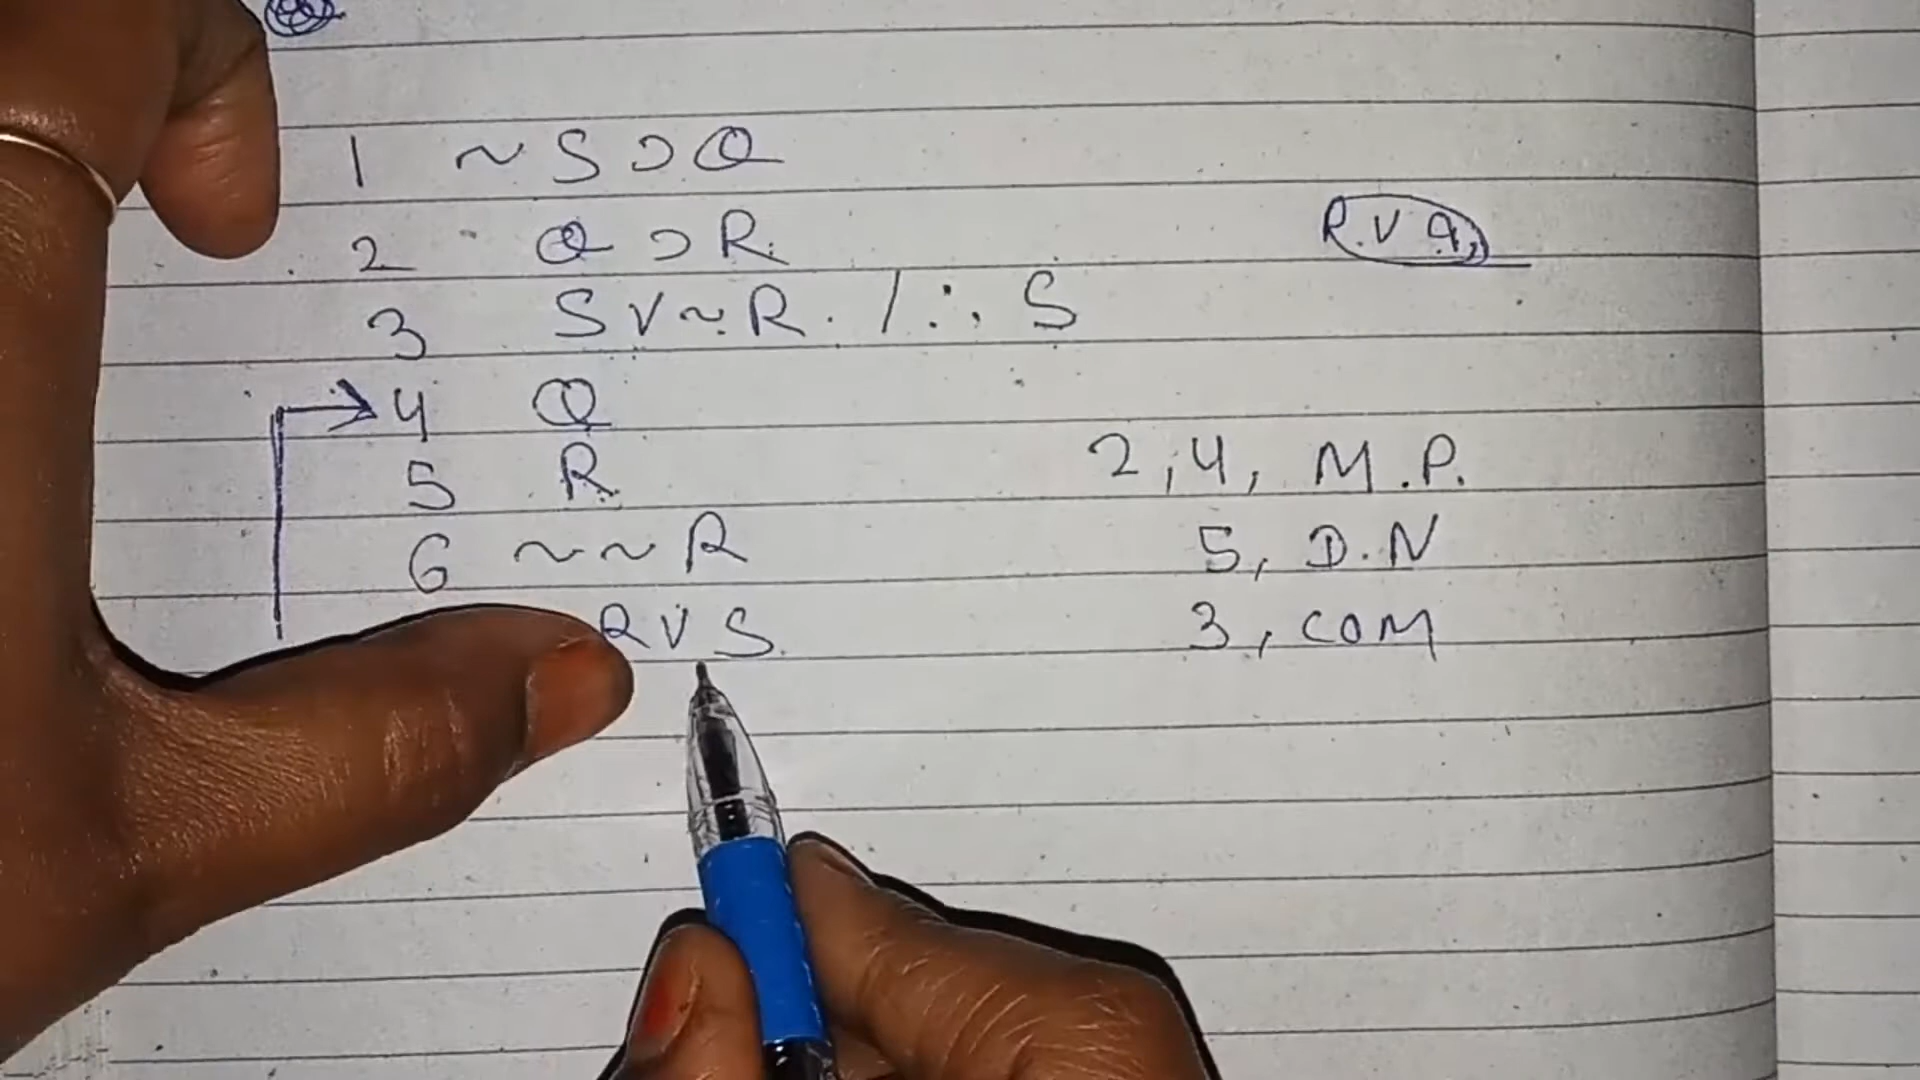 1 ~ S ⊃ Q
2 Q ⊃ R.
R V Q,
3 S V ~ R. / ∴ S
4 Q
5 R 2, 4, M.P.
6 ~ ~ R 5, D.N
R V S 3, COM